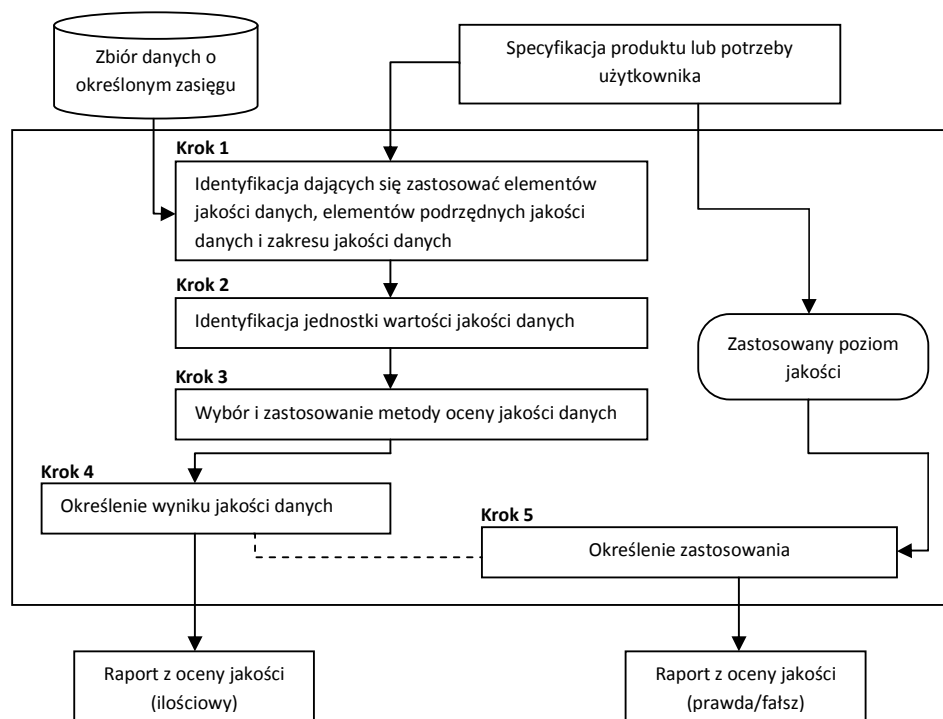 Zbiór danych o
określonym zasięgu
Specyfikacja produktu lub potrzeby
użytkownika
Krok 1
Identyfikacja dających się zastosować elementów
jakości danych, elementów podrzędnych jakości
danych i zakresu jakości danych
Krok 2
Identyfikacja jednostki wartości jakości danych
Zastosowany poziom
jakości
Krok 3
Wybór i zastosowanie metody oceny jakości danych
Krok 4
Określenie wyniku jakości danych
Krok 5
Określenie zastosowania
Raport z oceny jakości
(ilościowy)
Raport z oceny jakości
(prawda/fałsz)